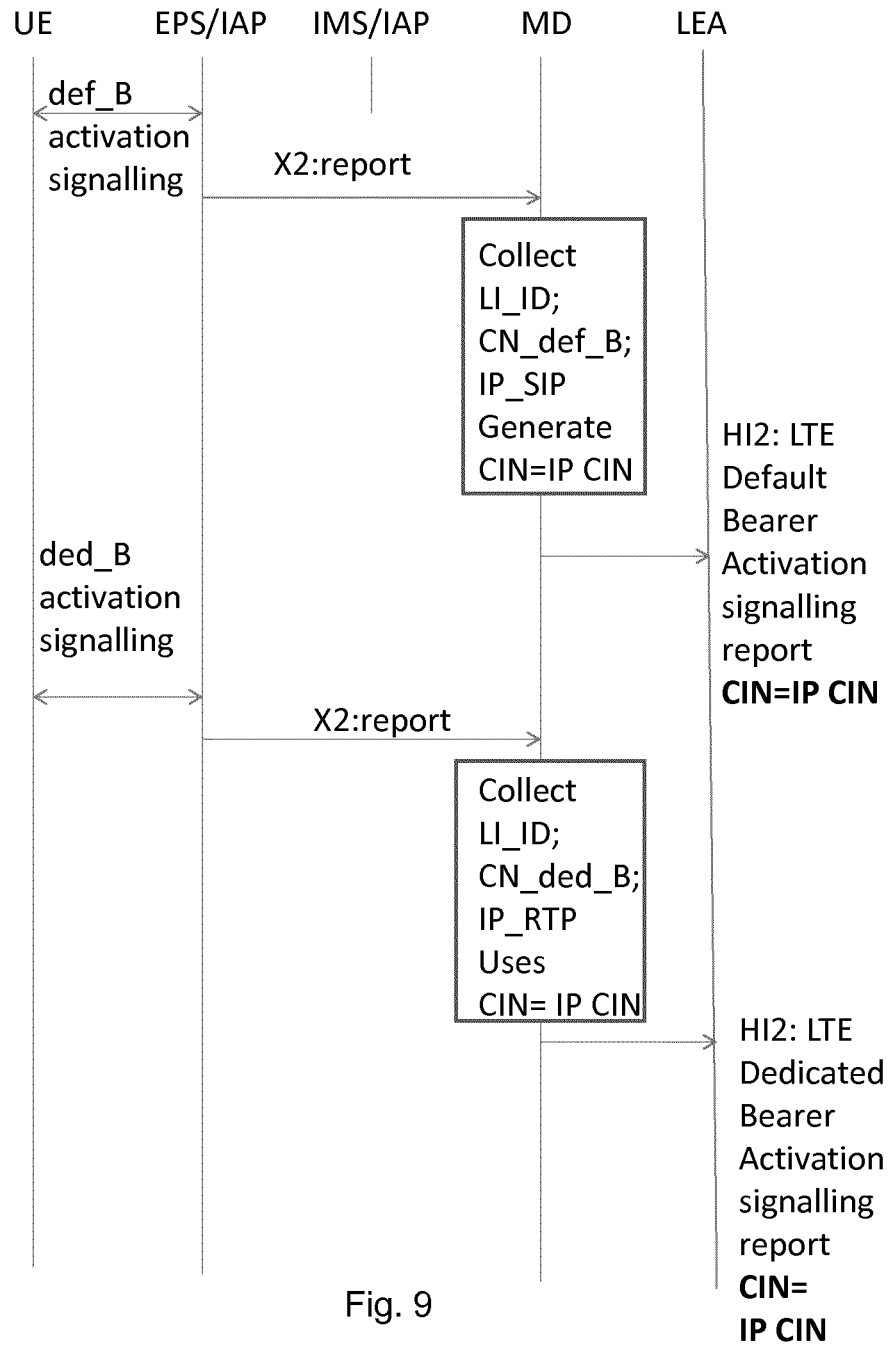 UE EPS/IAP IMS/IAP MD LEA
def_B
activation
signalling
X2:report
Collect
LI_ID;
CN_def_B;
IP_SIP
Generate
CIN=IP CIN
HI2: LTE
Default
Bearer
Activation
signalling
report
CIN=IP CIN
ded_B
activation
signalling
X2:report
Collect
LI_ID;
CN_ded_B;
IP_RTP
Uses
CIN= IP CIN
HI2: LTE
Dedicated
Bearer
Activation
signalling
report
CIN=
IP CIN
Fig. 9